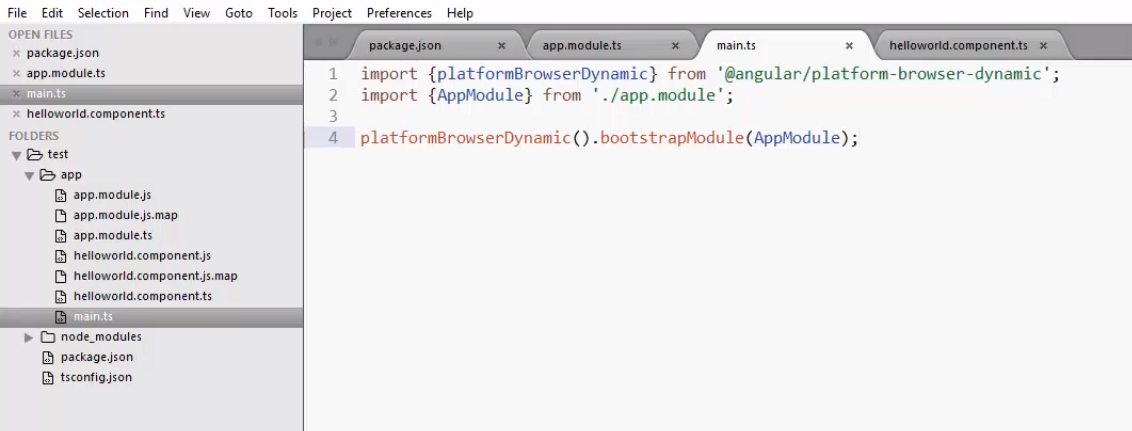 File Edit Selection Find View Goto Tools Project Preferences Help
OPEN FILES
package.json
app.module.ts
main.ts
helloworld.component.ts
FOLDERS
test
app
app.module.js
app.module.js.map
app.module.ts
helloworld.component.js
helloworld.component.js.map
helloworld.component.ts
main.ts
node_modules
package.json
tsconfig.json
package.json app.module.ts main.ts helloworld.component.ts
1 import {platformBrowserDynamic} from '@angular/platform-browser-dynamic';
2 import {AppModule} from './app.module';
3
4 platformBrowserDynamic().bootstrapModule(AppModule);